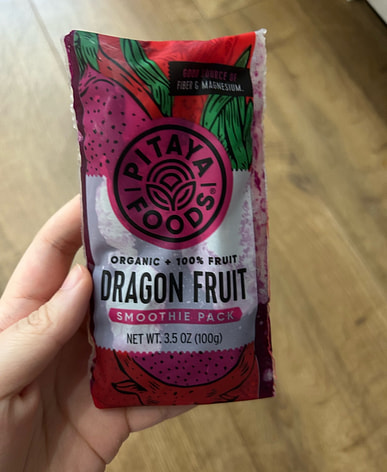 GOOD SOURCE OF
FIBER & MAGNESIUM.
PITAYA
FOODS®
ORGANIC + 100% FRUIT
DRAGON FRUIT
SMOOTHIE PACK
NET WT. 3.5 OZ (100g)